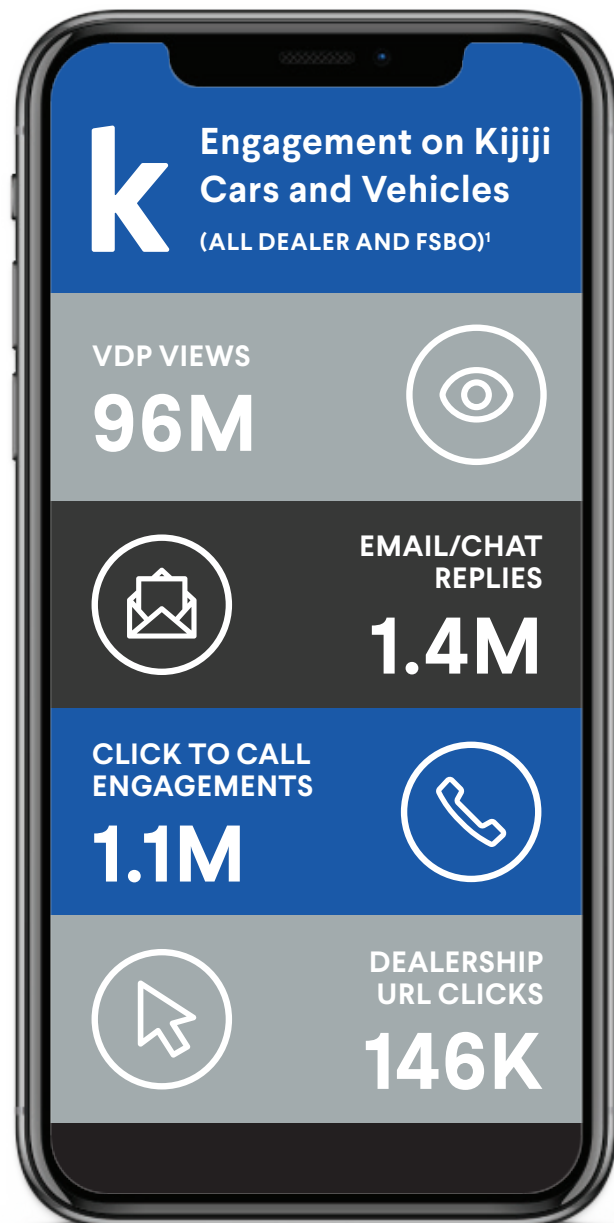 k
Engagement on Kijiji
Cars and Vehicles
(ALL DEALER AND FSBO)¹
VDP VIEWS
96M
EMAIL/CHAT
REPLIES
1.4M
CLICK TO CALL
ENGAGEMENTS
1.1M
DEALERSHIP
URL CLICKS
146K